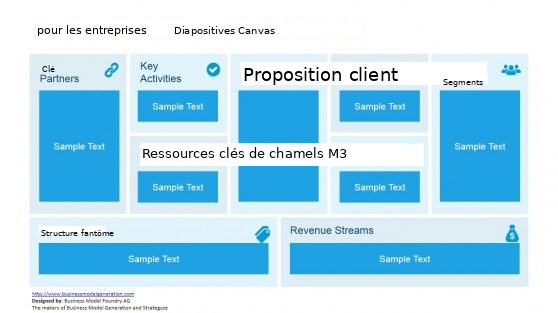 pour les entreprises
Diapositives Canvas
Clé
Partners
Key
Activities
Proposition client
Segments
Sample Text
Sample Text
Sample Text
Sample Text
Ressources clés de chamels M3
Sample Text
Sample Text
Structure fantôme
Revenue Streams
Sample Text
Sample Text
http://www.businessmodelgeneration.com
Designed by: Business Model Foundry AG
The makers of Business Model Generation and Strategyzer